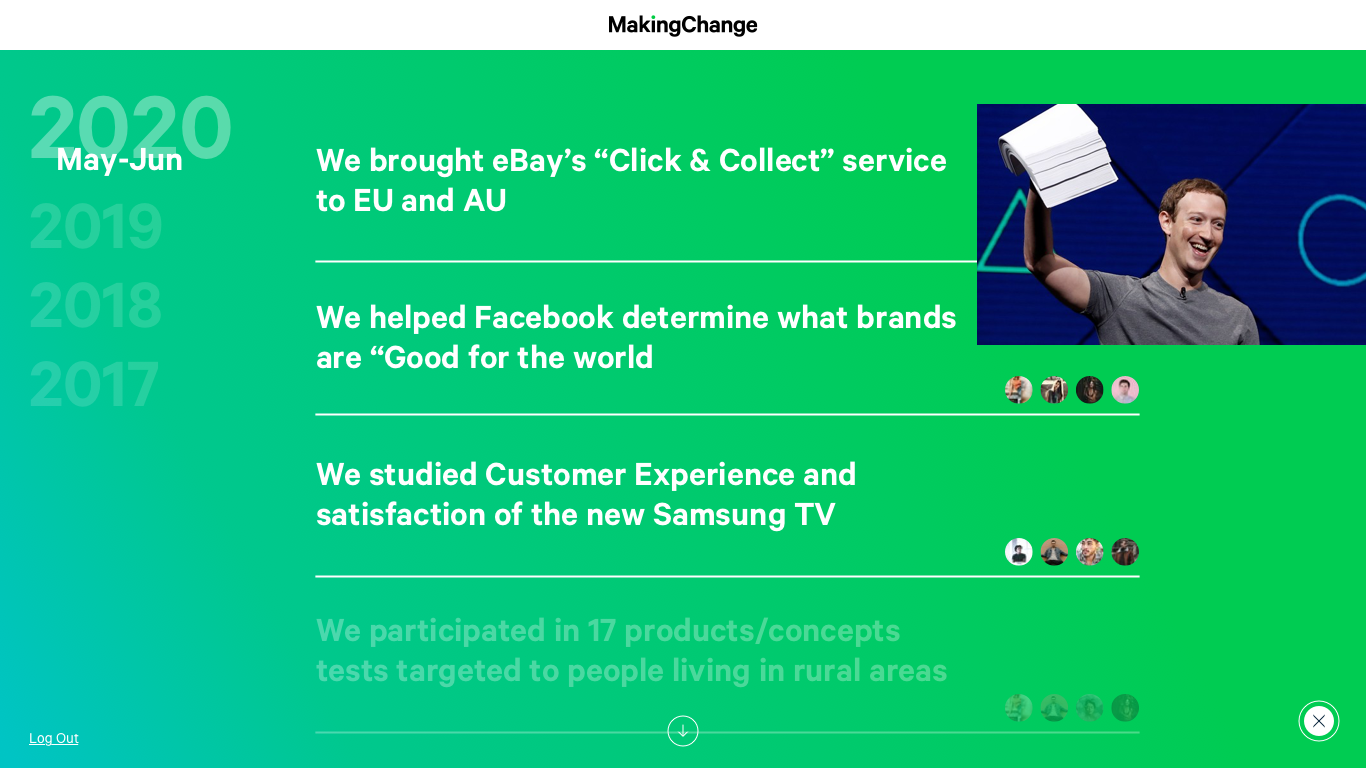 MakingChange
2020
May-Jun
2019
2018
2017
We brought eBay’s “Click & Collect” service
to EU and AU
We helped Facebook determine what brands
are “Good for the world
We studied Customer Experience and
satisfaction of the new Samsung TV
We participated in 17 products/concepts
tests targeted to people living in rural areas
Log Out